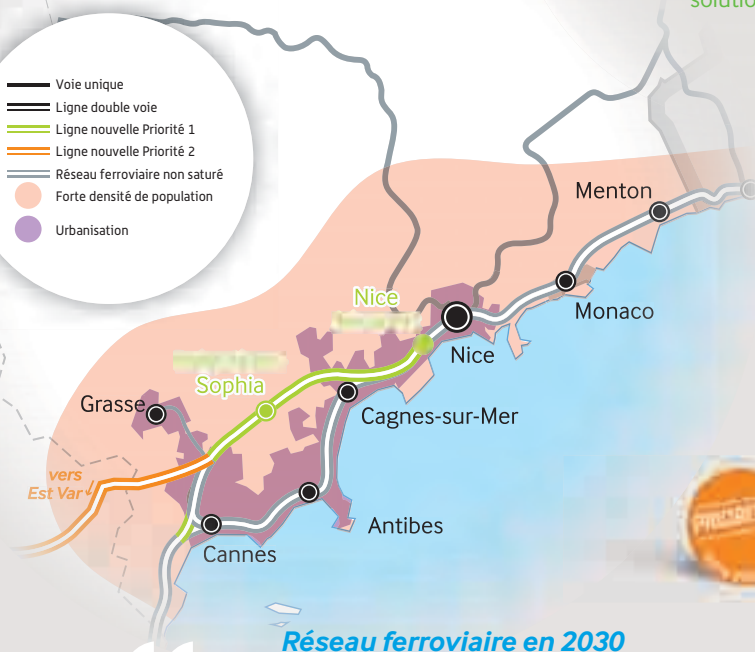 solutio
Voie unique
Ligne double voie
Ligne nouvelle Priorité 1
Ligne nouvelle Priorité 2
Réseau ferroviaire non saturé
Forte densité de population
Urbanisation
Menton
Monaco
Nice
Nice
Sophia
Grasse
Cagnes-sur-Mer
vers
Est Var
Antibes
Cannes
Réseau ferroviaire en 2030